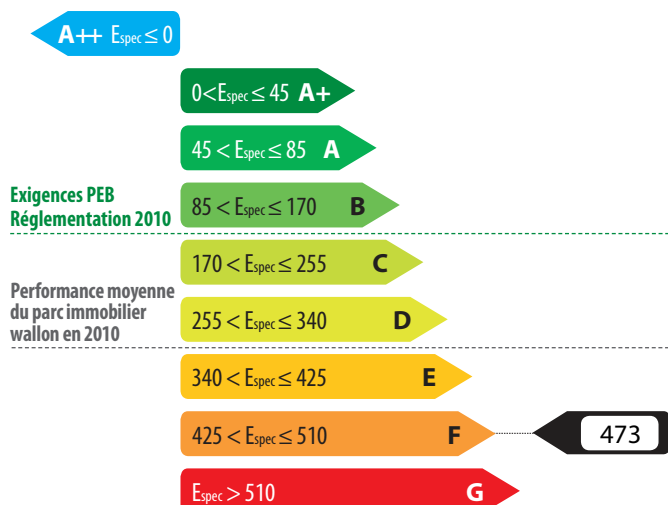 A++ Espec ≤ 0
0<Espec ≤ 45 A+
45 < Espec ≤ 85 A
Exigences PEB
Réglementation 2010
85 < Espec ≤ 170 B
170 < Espec ≤ 255 C
Performance moyenne
du parc immobilier
wallon en 2010
255 < Espec ≤ 340 D
340 < Espec ≤ 425 E
425 < Espec ≤ 510 F 473
Espec > 510 G